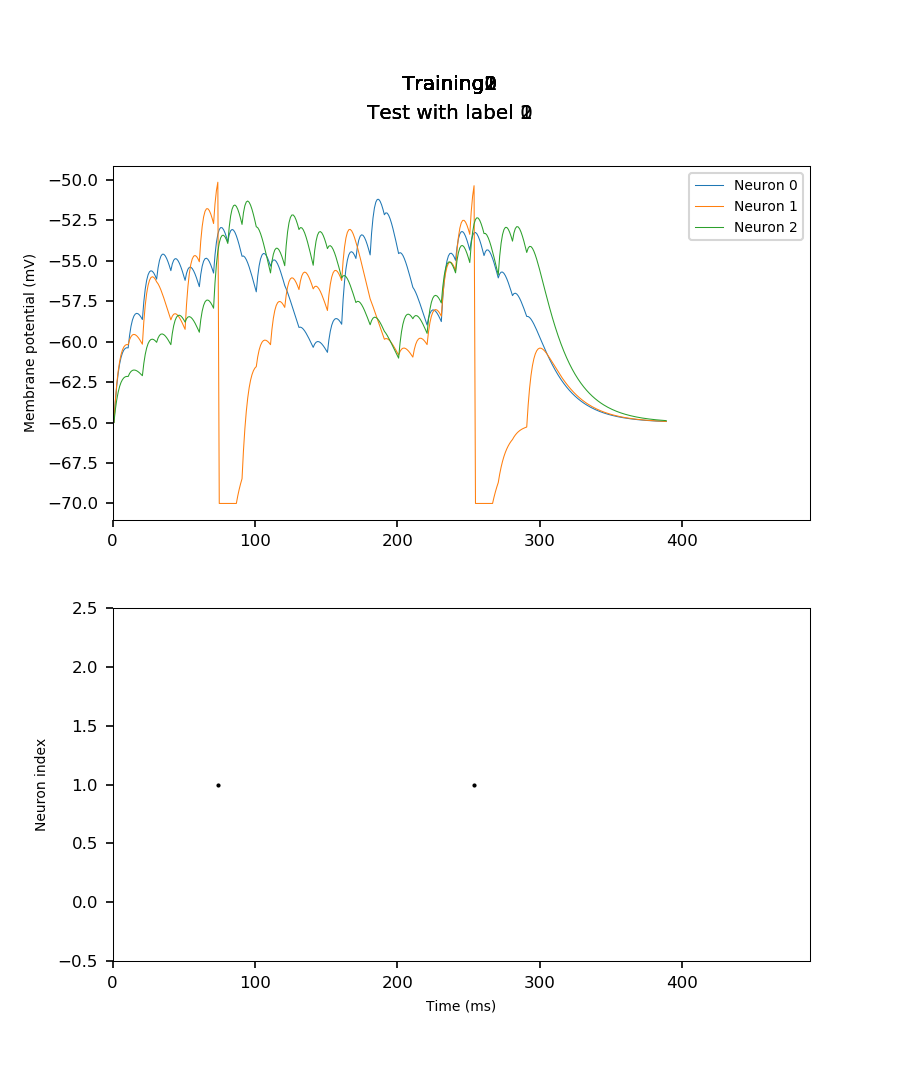 Training
Test with label
−50.0
−52.5
−55.0
−57.5
−60.0
−62.5
−65.0
−67.5
−70.0
Membrane potential (mV)
Neuron 0
Neuron 1
Neuron 2
0 100 200 300 400
2.5
2.0
1.5
1.0
0.5
0.0
−0.5
Neuron index
0 100 200 300 400
Time (ms)